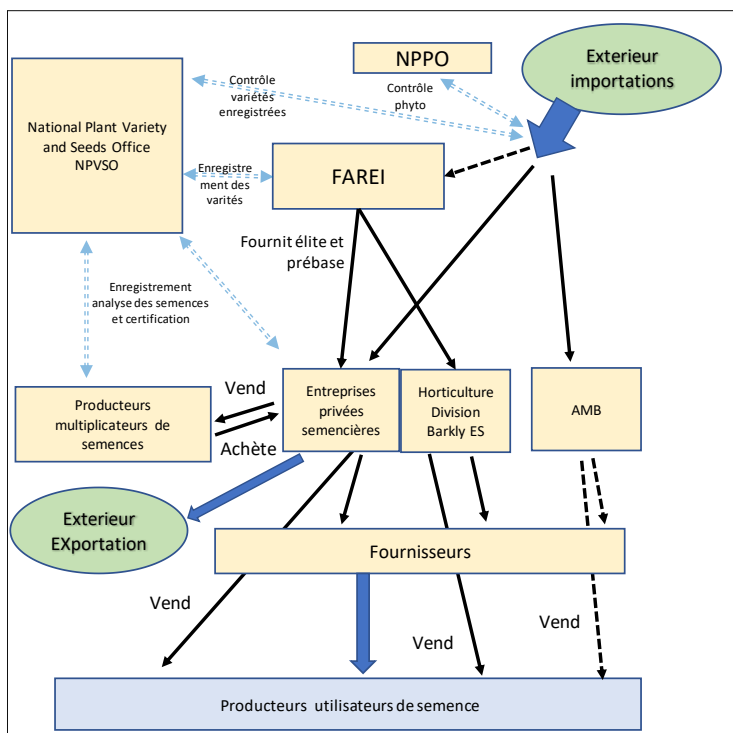 NPPO
Exterieur
importations
Contrôle
variétés
enregistrées
Contrôle
phyto
National Plant Variety
and Seeds Office
NPVSO
Enregistre
ment des
varités
FAREI
Fournit élite et
prébase
Enregistrement
analyse des semences
et certification
Vend
Producteurs
multiplicateurs de
semences
Achète
Entreprises
privées
semencières
Horticulture
Division
Barkly ES
AMB
Exterieur
EXportation
Fournisseurs
Vend
Vend
Vend
Producteurs utilisateurs de semence